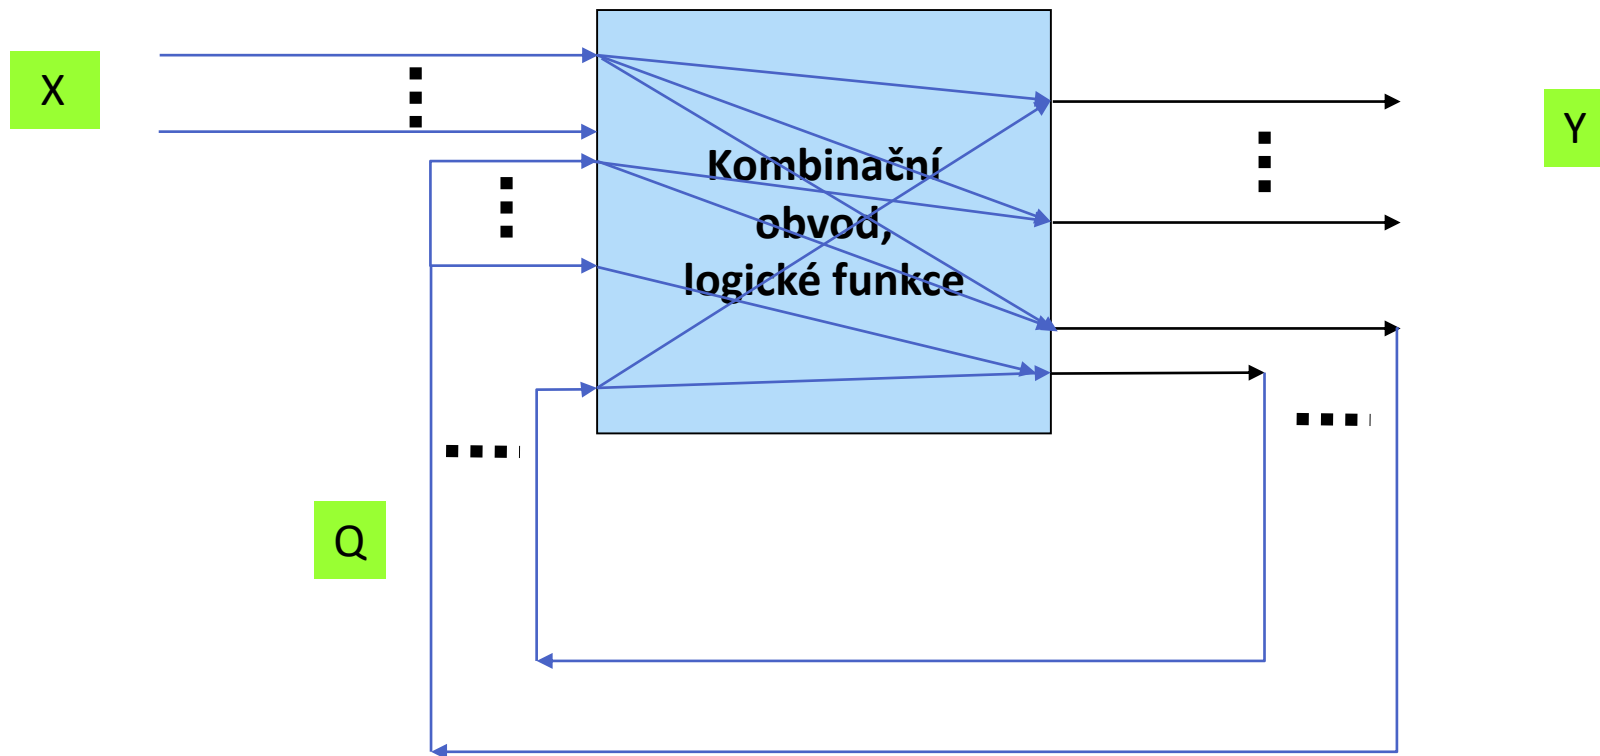 X
Y
Kombinační
obvod,
logické funkce
Q